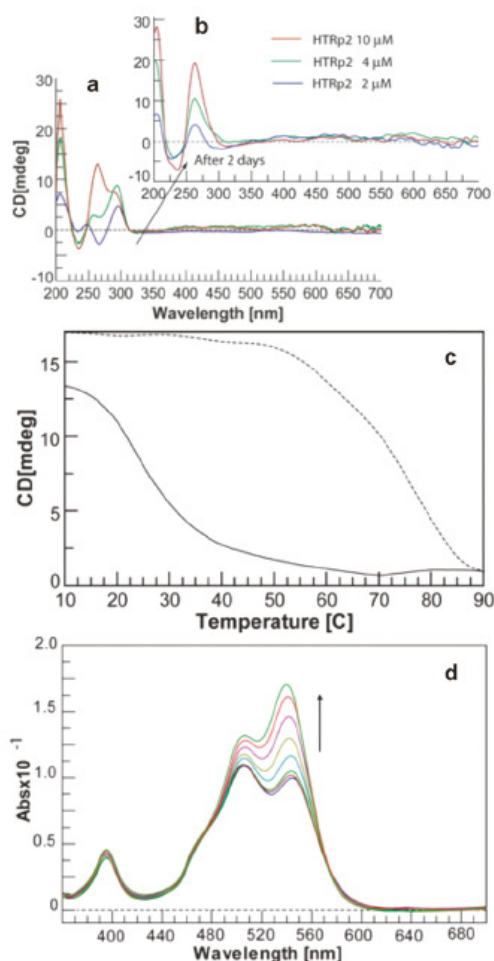 b
HTRp2 10 µM
HTRp2 4 µM
HTRp2 2 µM
30
20
10
0
-10
After 2 days
200 250 300 350 400 450 500 550 600 650 700
a
CD[mdeg]
30
20
10
0
-10
200 250 300 350 400 450 500 550 600 650 700
Wavelength [nm]
c
CD[mdeg]
15
10
5
0
10 20 30 40 50 60 70 80 90
Temperature [C]
d
Absx10 -1
2.0
1.5
1.0
0.5
0
400 440 480 520 560 600 640 680
Wavelength [nm]